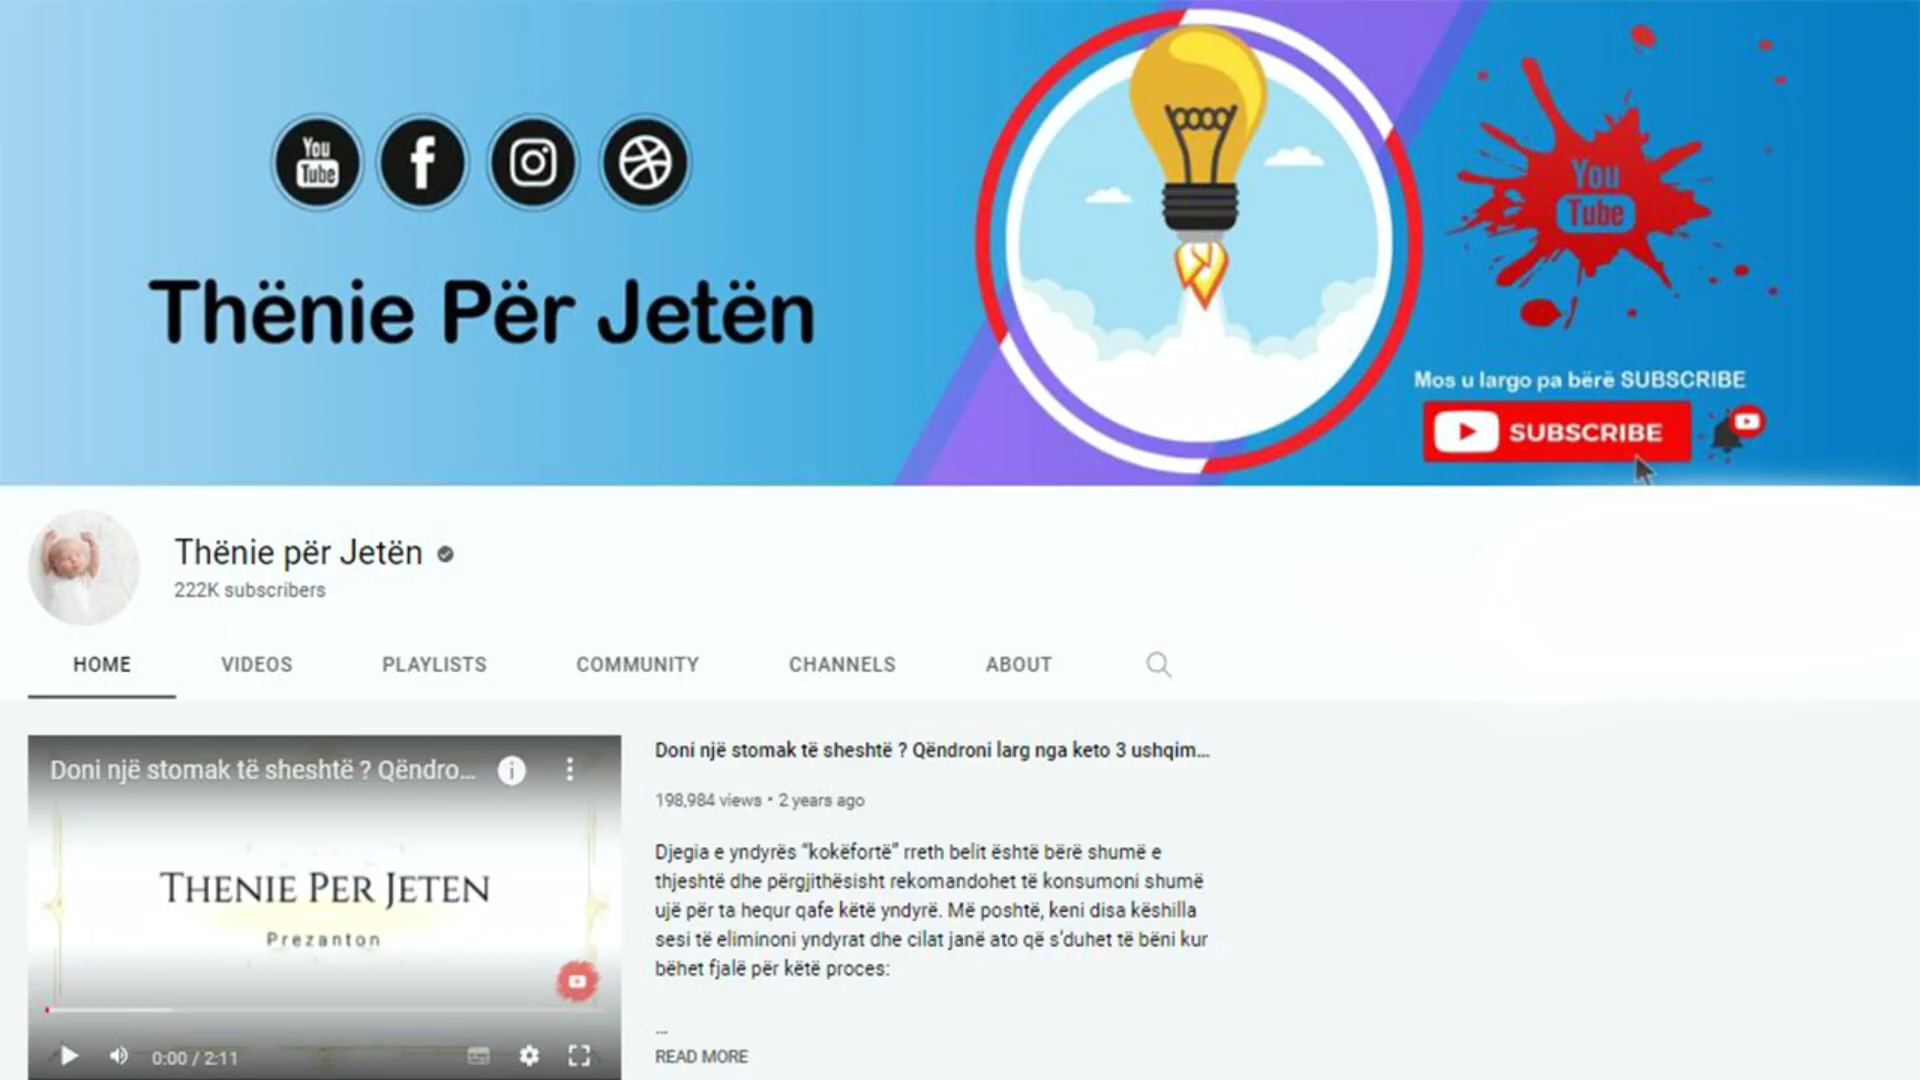 You
Tube
Thënie Për Jetën
You
Tube
Mos u largo pa bërë SUBSCRIBE
SUBSCRIBE
Thënie për Jetën
222K subscribers
HOME
VIDEOS
PLAYLISTS
COMMUNITY
CHANNELS
ABOUT
Doni një stomak të sheshtë ? Qëndro...
THENIE PER JETEN
Prezanton
0:00 / 2:11
Doni një stomak të sheshtë ? Qëndroni larg nga keto 3 ushqim...
198,984 views • 2 years ago
Djegia e yndyrës “kokëfortë” rreth belit është bërë shumë e
thjeshtë dhe përgjithësisht rekomandohet të konsumoni shumë
ujë për ta hequr qafe këtë yndyrë. Më poshtë, keni disa këshilla
sesi të eliminoni yndyrat dhe cilat janë ato që s'duhet të bëni kur
bëhet fjalë për këtë proces:
...
READ MORE